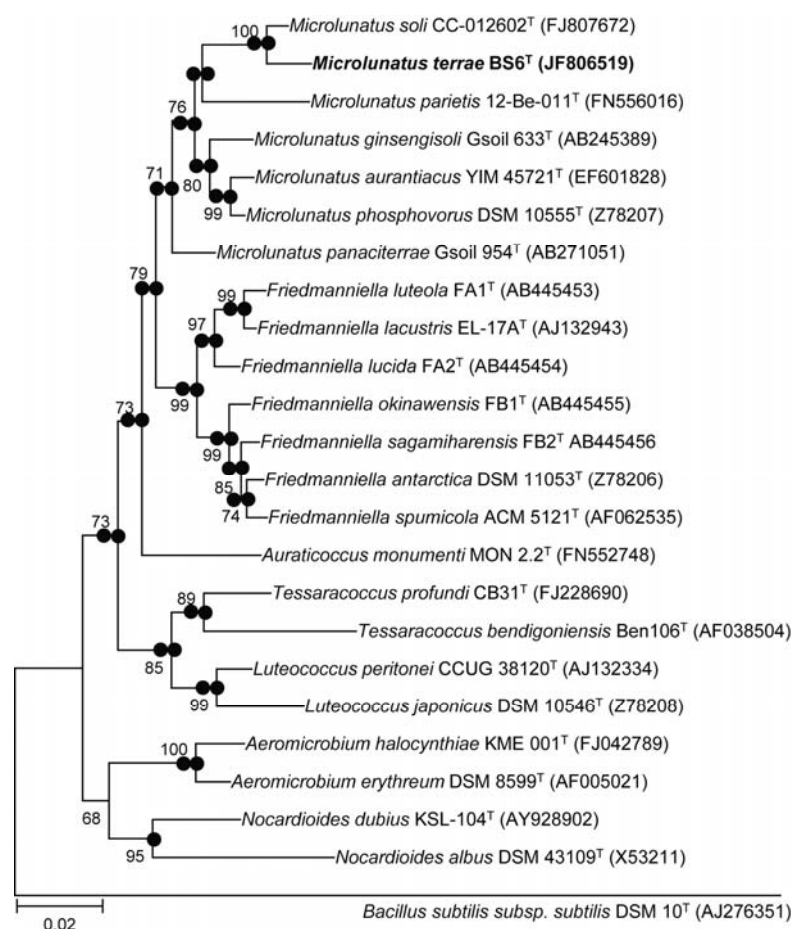 100
Microlunatus soli CC-012602ᵀ (FJ807672)
Microlunatus terrae BS6ᵀ (JF806519)
76
Microlunatus parietis 12-Be-011ᵀ (FN556016)
Microlunatus ginsengisoli Gsoil 633ᵀ (AB245389)
71
80
Microlunatus aurantiacus YIM 45721ᵀ (EF601828)
99
Microlunatus phosphovorus DSM 10555ᵀ (Z78207)
Microlunatus panaciterrae Gsoil 954ᵀ (AB271051)
79
99
Friedmanniella luteola FA1ᵀ (AB445453)
97
Friedmanniella lacustris EL-17Aᵀ (AJ132943)
Friedmanniella lucida FA2ᵀ (AB445454)
99
73
Friedmanniella okinawensis FB1ᵀ (AB445455)
99
Friedmanniella sagamiharensis FB2ᵀ AB445456
85
Friedmanniella antarctica DSM 11053ᵀ (Z78206)
74
Friedmanniella spumicola ACM 5121ᵀ (AF062535)
73
Auraticoccus monumenti MON 2.2ᵀ (FN552748)
89
Tessaracoccus profundi CB31ᵀ (FJ228690)
Tessaracoccus bendigoniensis Ben106ᵀ (AF038504)
85
Luteococcus peritonei CCUG 38120ᵀ (AJ132334)
99
Luteococcus japonicus DSM 10546ᵀ (Z78208)
100
Aeromicrobium halocynthiae KME 001ᵀ (FJ042789)
Aeromicrobium erythreum DSM 8599ᵀ (AF005021)
68
Nocardioides dubius KSL-104ᵀ (AY928902)
95
Nocardioides albus DSM 43109ᵀ (X53211)
Bacillus subtilis subsp. subtilis DSM 10ᵀ (AJ276351)
0.02